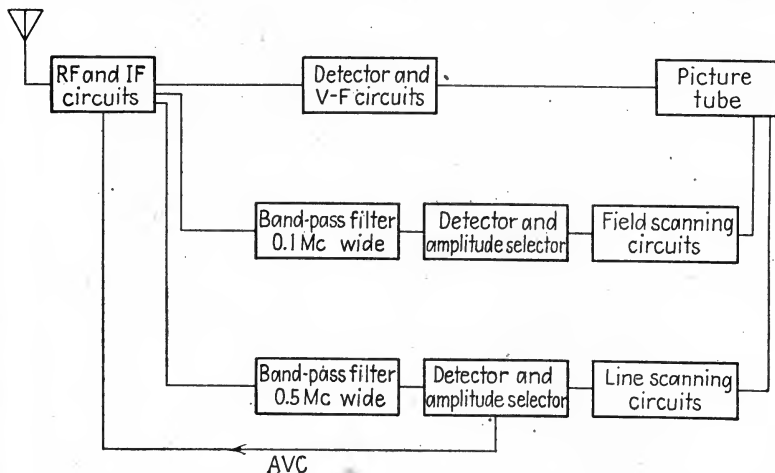 RF and IF
circuits
Detector and
V-F circuits
Picture
tube
Band-pass filter
0.1 Mc wide
Detector and
amplitude selector
Field scanning
circuits
Band-pass filter
0.5 Mc wide
Detector and
amplitude selector
Line scanning
circuits
AVC